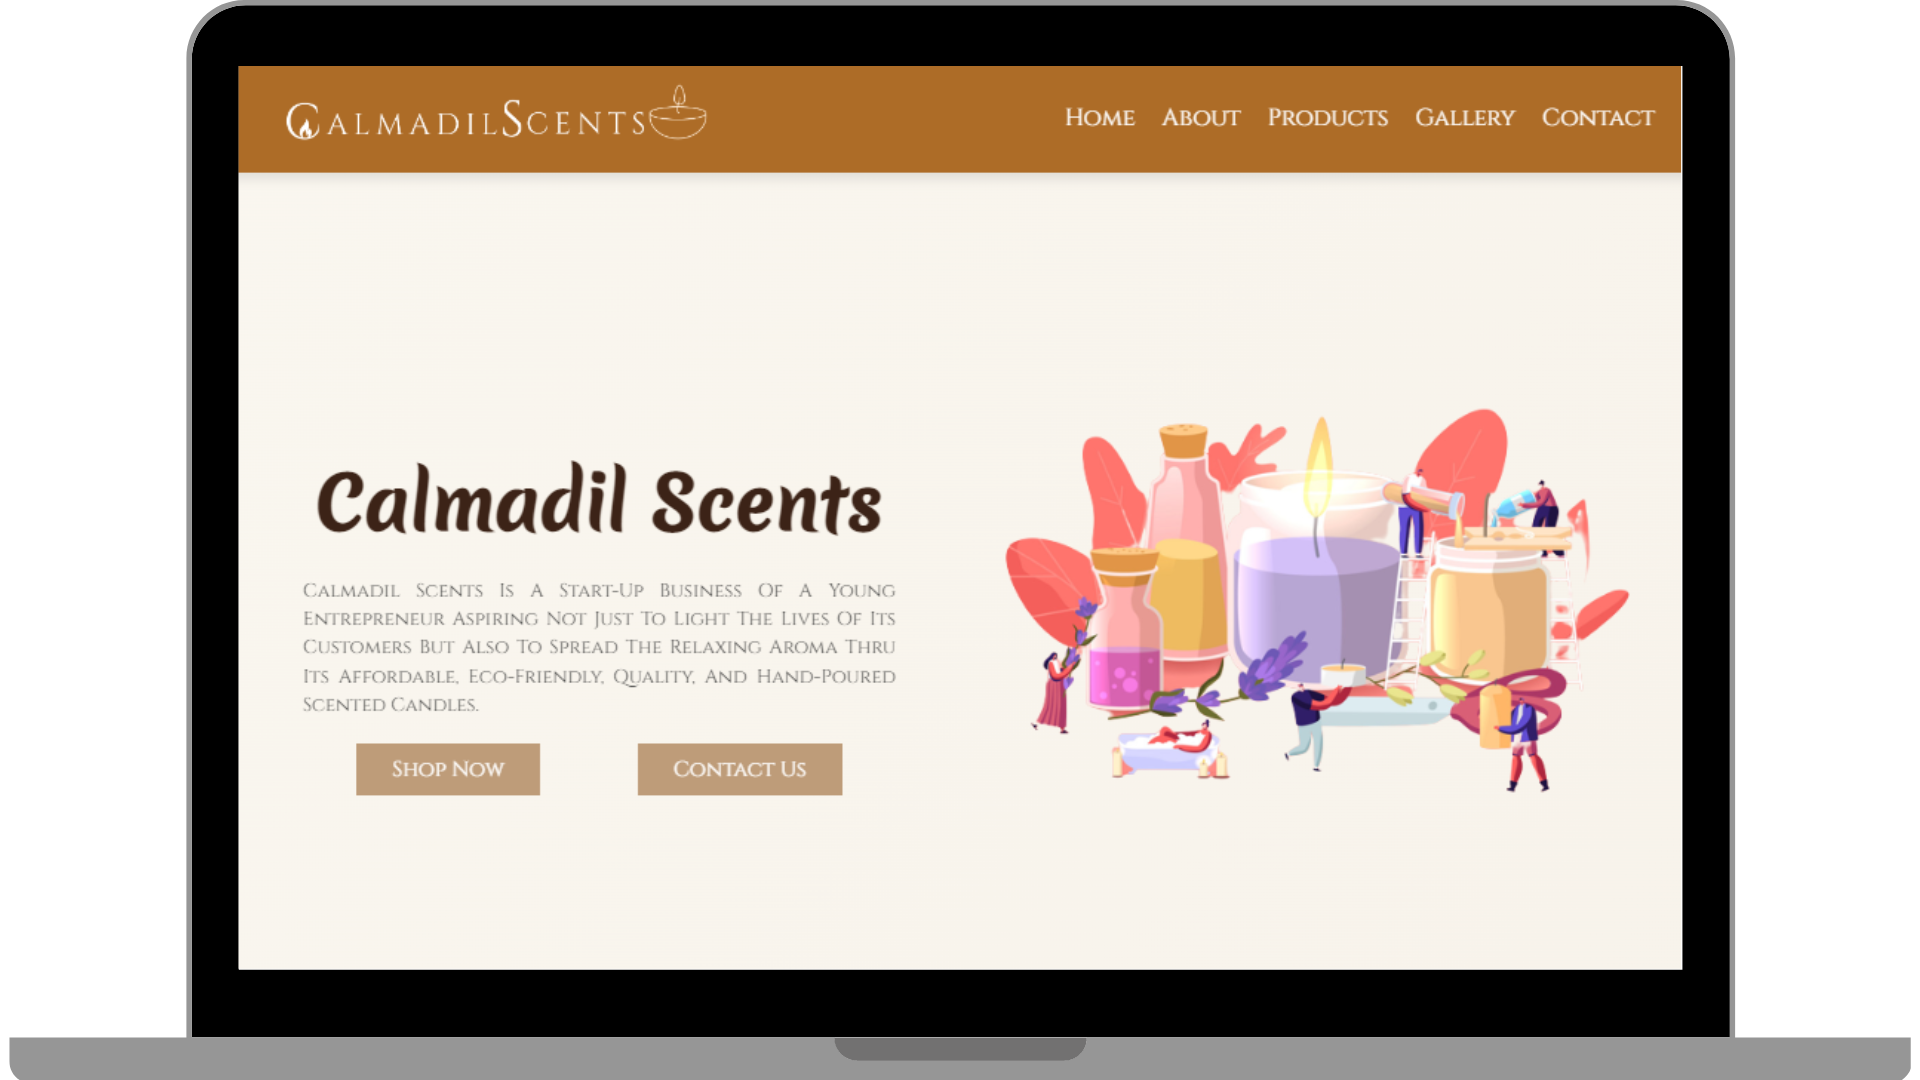 CalmadilScents
Home About Products Gallery Contact
Calmadil Scents
Calmadil Scents Is A Start-Up Business Of A Young
Entrepreneur Aspiring Not Just To Light The Lives Of Its
Customers But Also To Spread The Relaxing Aroma Thru
Its Affordable, Eco-Friendly, Quality, And Hand-Poured
Scented Candles.
Shop Now
Contact Us